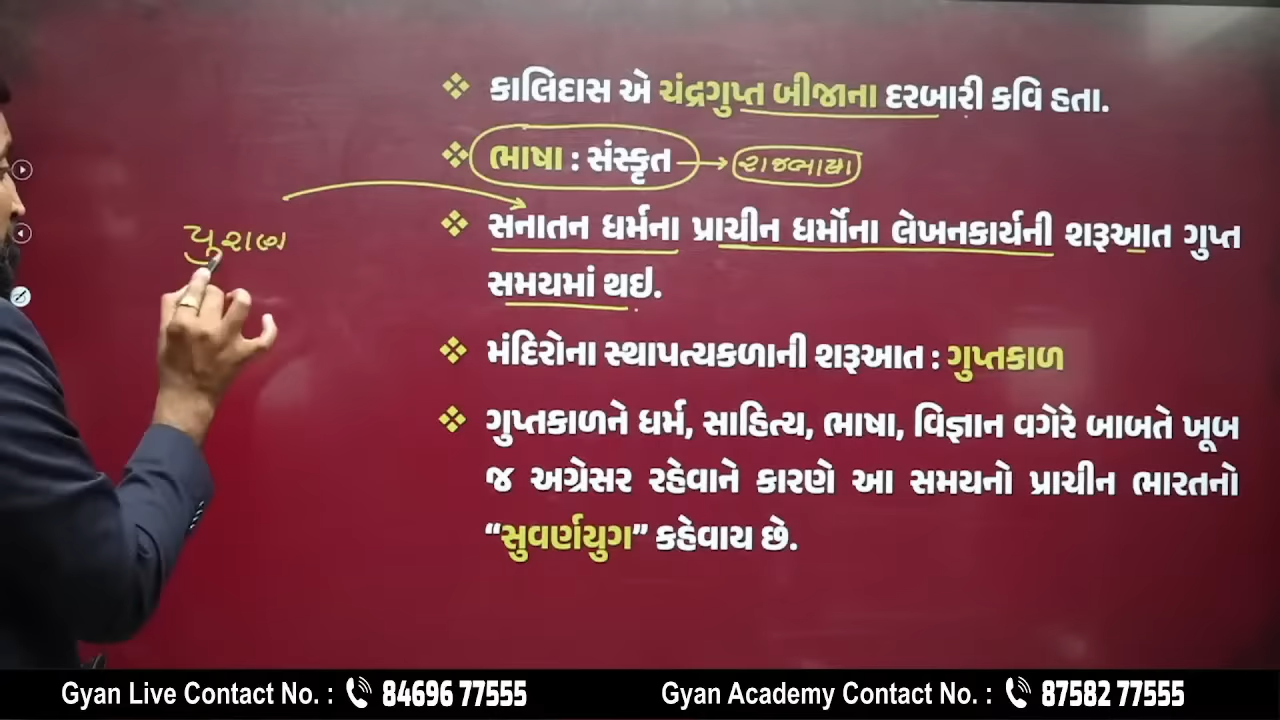 ❖ કાલિદાસ એ ચંદ્રગુપ્ત બીજાના દરબારી કવિ હતા.
❖ ભાષા : સંસ્કૃત → રાજભાષા
પુરાણ
❖ સનાતન ધર્મના પ્રાચીન ધર્મોના લેખનકાર્યની શરૂઆત ગુપ્ત
સમયમાં થઇ.
❖ મંદિરોના સ્થાપત્યકળાની શરૂઆત : ગુપ્તકાળ
❖ ગુપ્તકાળને ધર્મ, સાહિત્ય, ભાષા, વિજ્ઞાન વગેરે બાબતે ખૂબ
જ અગ્રેસર રહેવાને કારણે આ સમયનો પ્રાચીન ભારતનો
“સુવર્ણયુગ” કહેવાય છે.
Gyan Live Contact No. : 84696 77555 Gyan Academy Contact No. : 87582 77555